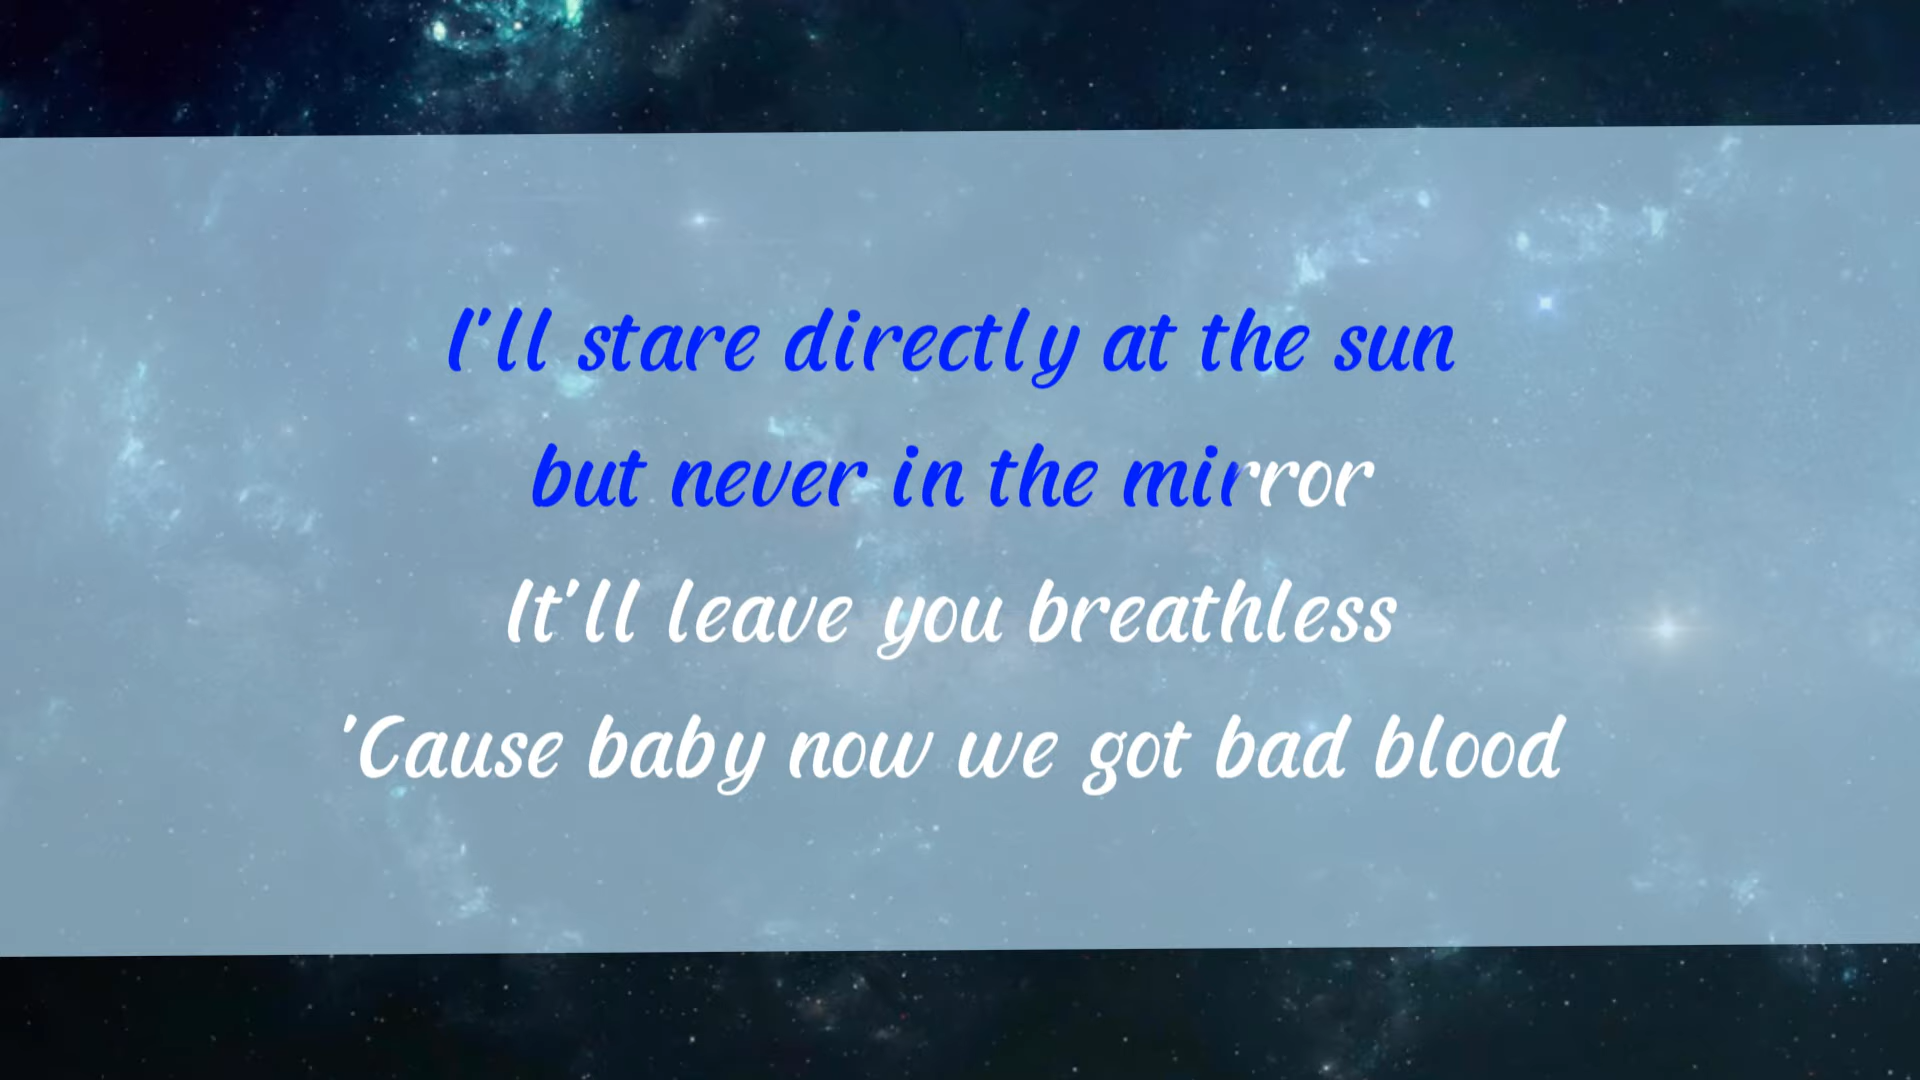 I'll stare directly at the sun
but never in the mirror
It'll leave you breathless
'Cause baby now we got bad blood